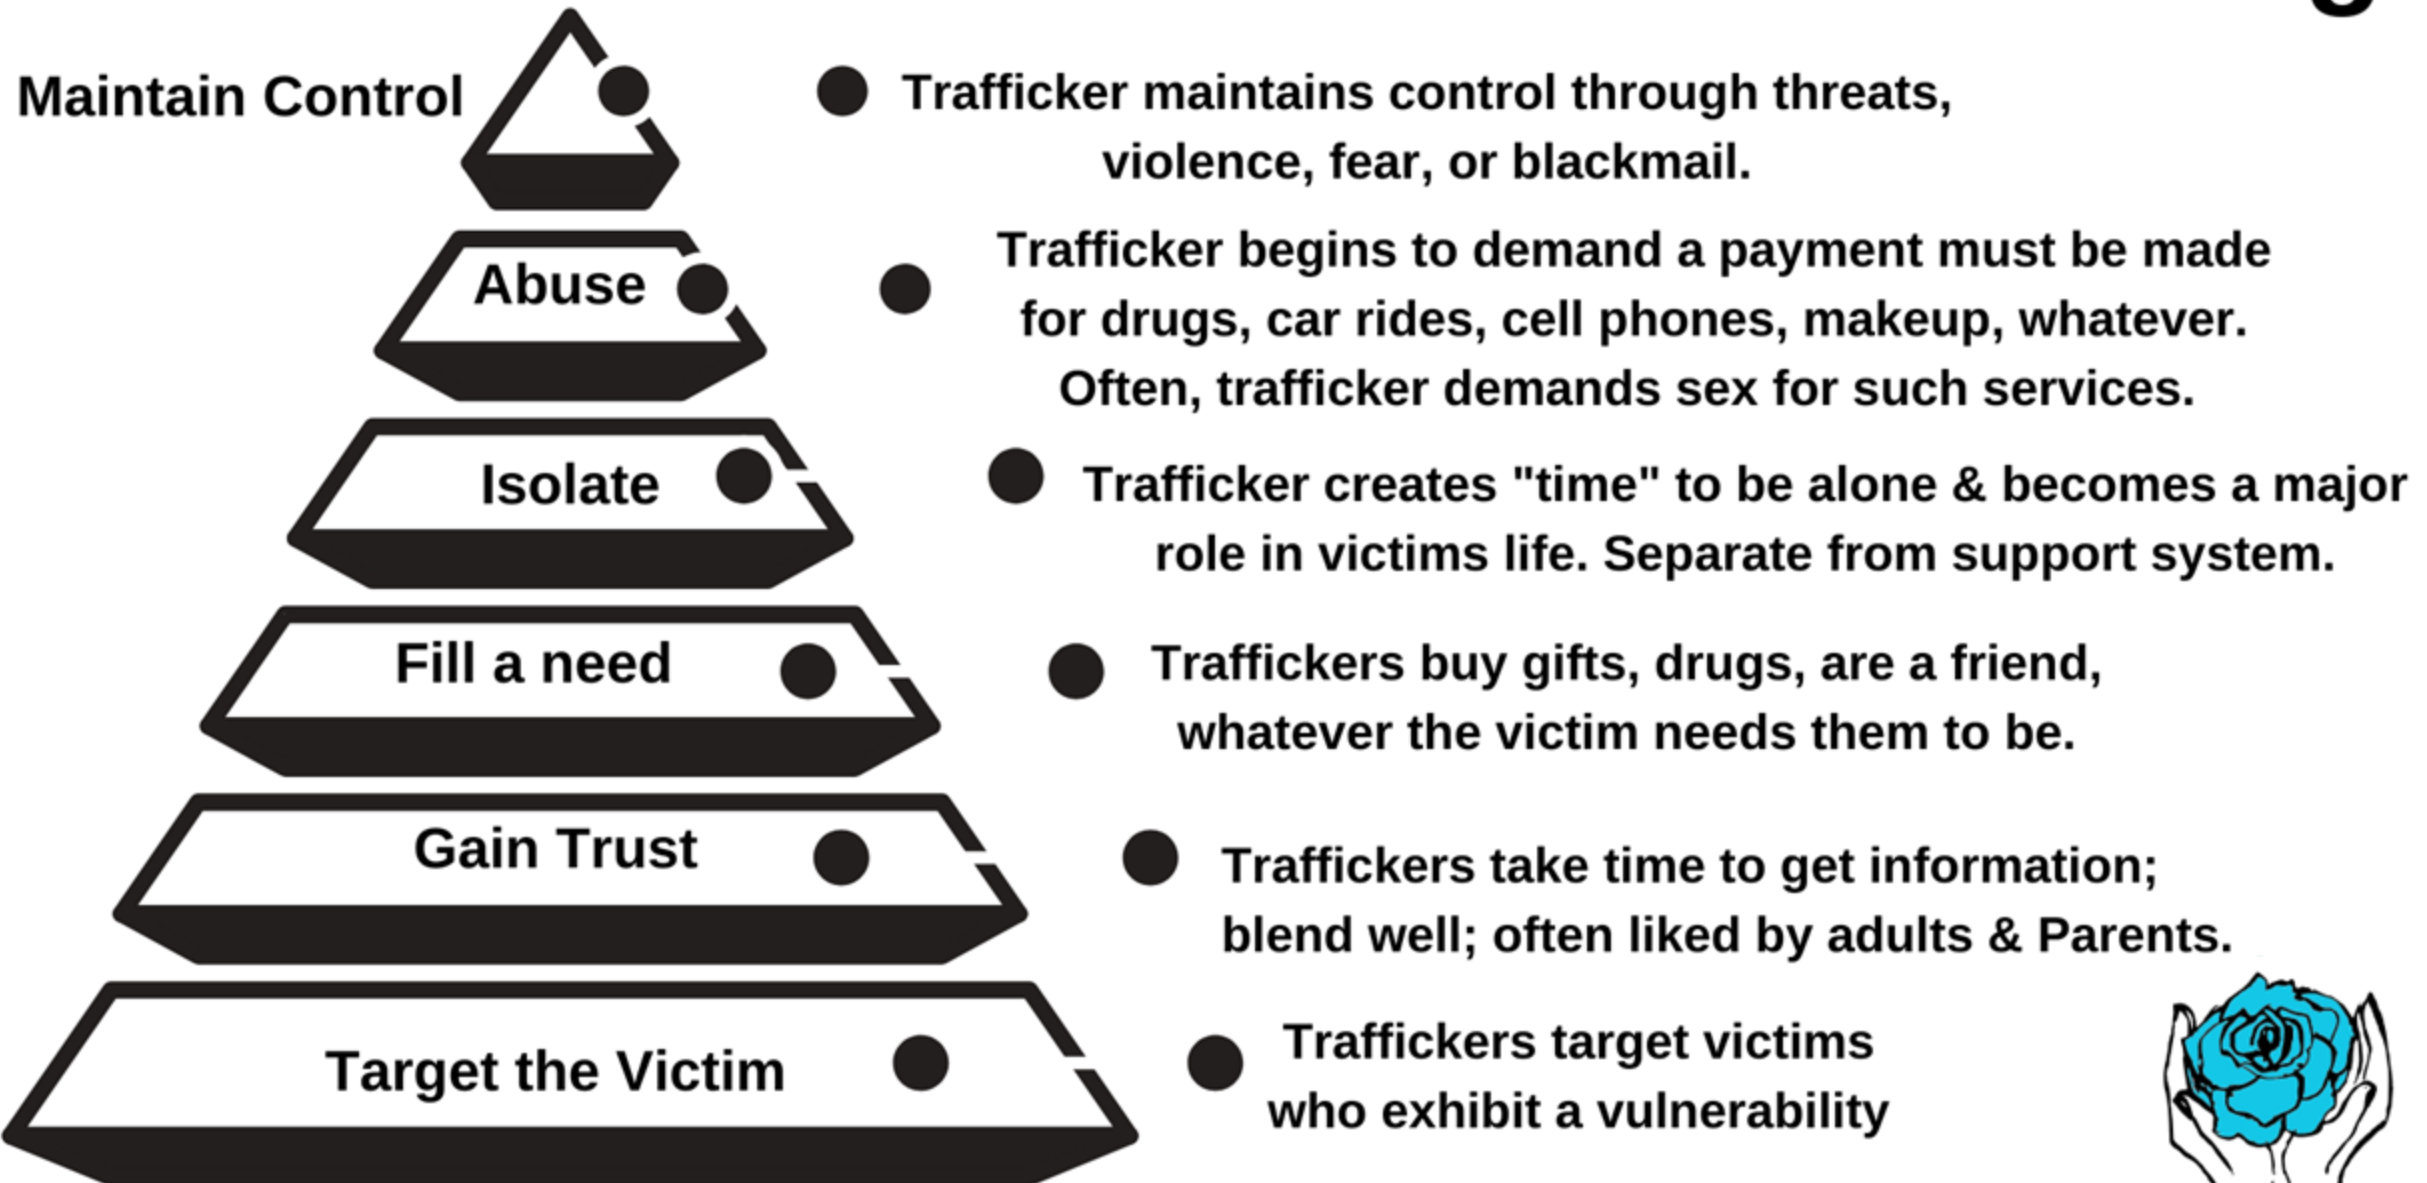 Maintain Control
Trafficker maintains control through threats,
violence, fear, or blackmail.
Abuse
Trafficker begins to demand a payment must be made
for drugs, car rides, cell phones, makeup, whatever.
Often, trafficker demands sex for such services.
Isolate
Trafficker creates "time" to be alone & becomes a major
role in victims life. Separate from support system.
Fill a need
Traffickers buy gifts, drugs, are a friend,
whatever the victim needs them to be.
Gain Trust
Traffickers take time to get information;
blend well; often liked by adults & Parents.
Target the Victim
Traffickers target victims
who exhibit a vulnerability